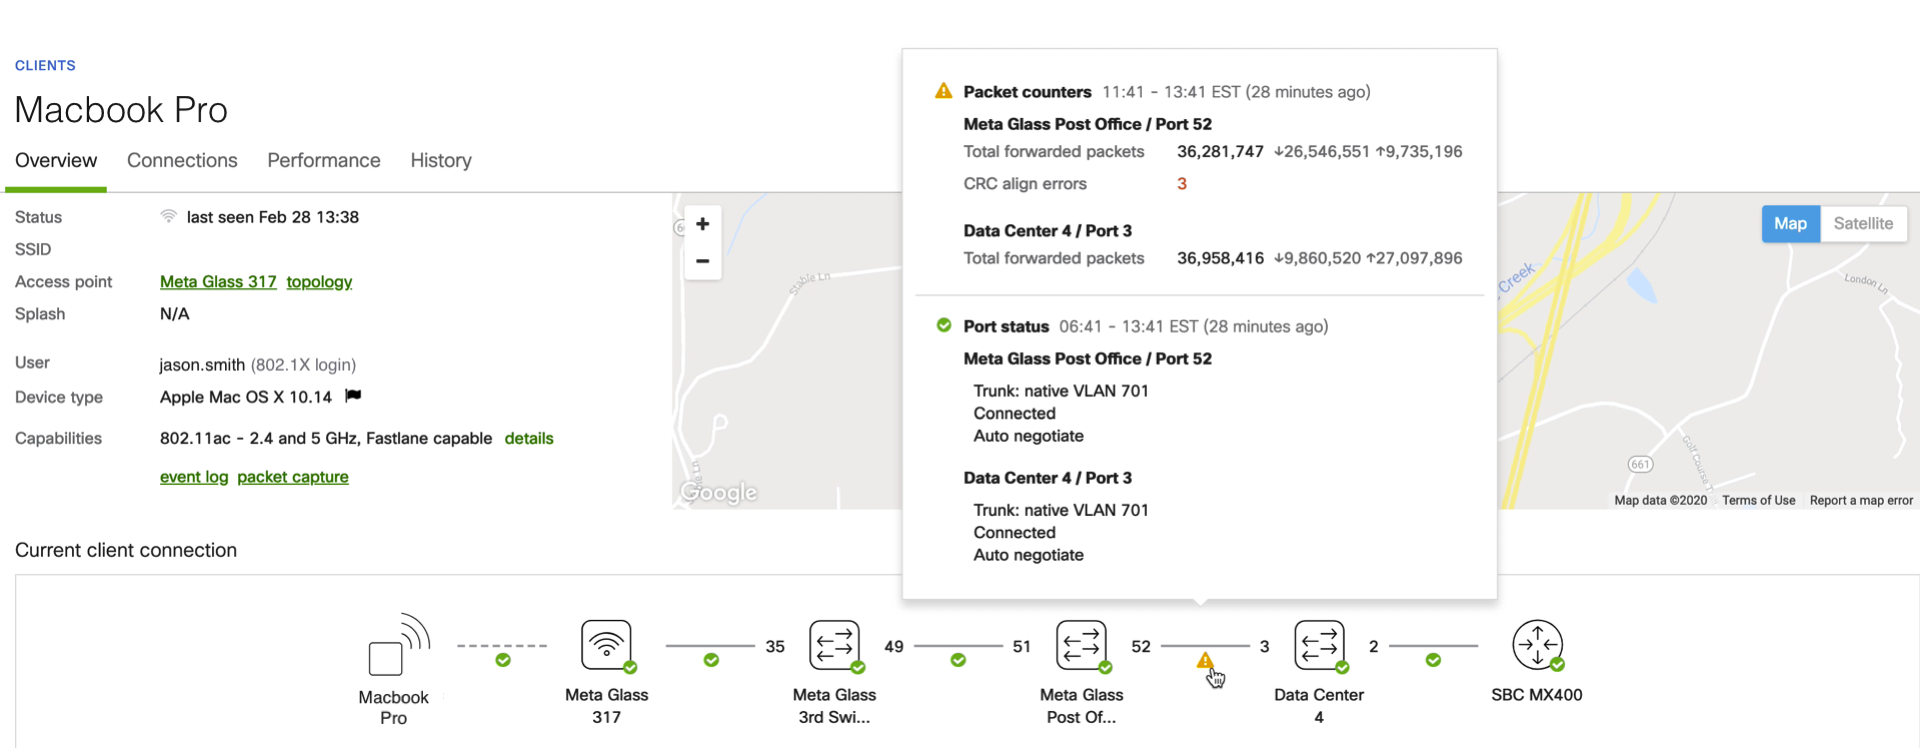 CLIENTS
Macbook Pro
Overview Connections Performance History
Status last seen Feb 28 13:38
SSID
Access point Meta Glass 317 topology
Splash N/A
User jason.smith (802.1X login)
Device type Apple Mac OS X 10.14
Capabilities 802.11ac - 2.4 and 5 GHz, Fastlane capable details
event log packet capture
+
−
Stable Ln
Google
Packet counters 11:41 - 13:41 EST (28 minutes ago)
Meta Glass Post Office / Port 52
Total forwarded packets 36,281,747 ↓26,546,551 ↑9,735,196
CRC align errors 3
Data Center 4 / Port 3
Total forwarded packets 36,958,416 ↓9,860,520 ↑27,097,896
Port status 06:41 - 13:41 EST (28 minutes ago)
Meta Glass Post Office / Port 52
Trunk: native VLAN 701
Connected
Auto negotiate
Data Center 4 / Port 3
Trunk: native VLAN 701
Connected
Auto negotiate
Map Satellite
Creek
London Ln
661
Golf Course
Map data ©2020 Terms of Use Report a map error
Current client connection
35 49 51 52 3 2
Macbook
Pro
Meta Glass
317
Meta Glass
3rd Swi...
Meta Glass
Post Of...
Data Center
4
SBC MX400